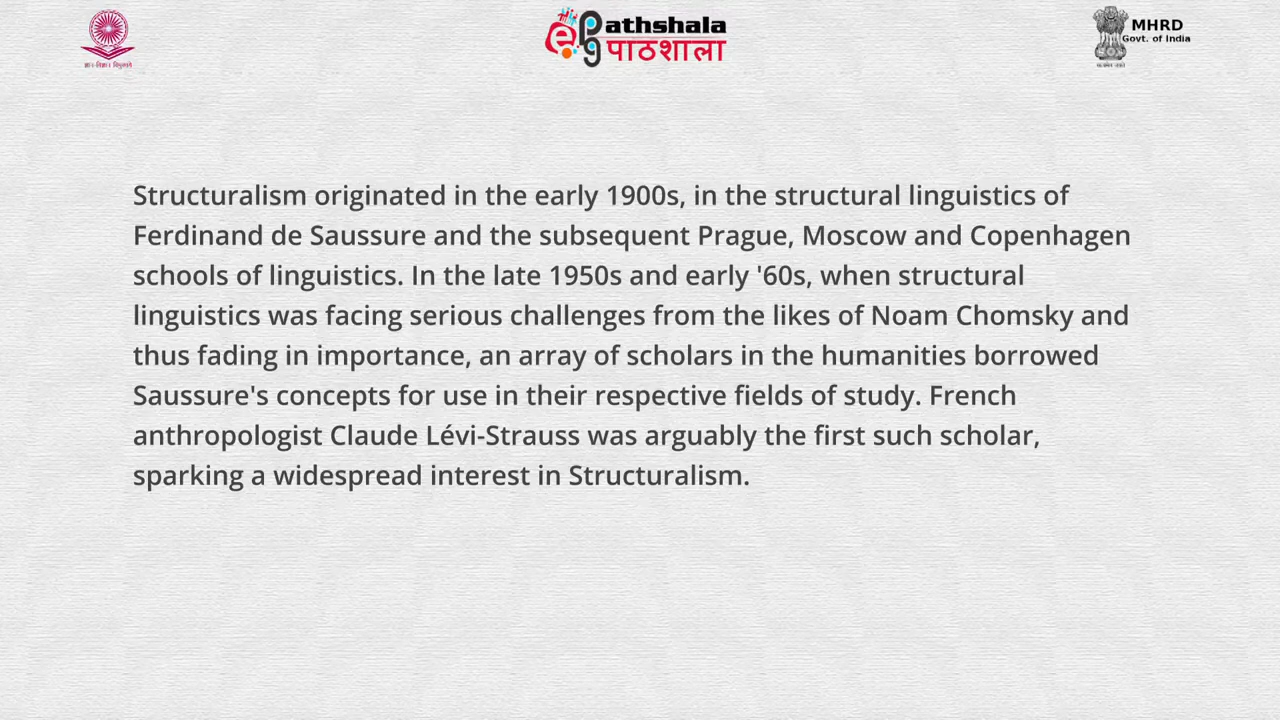 ePathshala
पाठशाला
MHRD
Govt. of India
Structuralism originated in the early 1900s, in the structural linguistics of
Ferdinand de Saussure and the subsequent Prague, Moscow and Copenhagen
schools of linguistics. In the late 1950s and early '60s, when structural
linguistics was facing serious challenges from the likes of Noam Chomsky and
thus fading in importance, an array of scholars in the humanities borrowed
Saussure's concepts for use in their respective fields of study. French
anthropologist Claude Lévi-Strauss was arguably the first such scholar,
sparking a widespread interest in Structuralism.